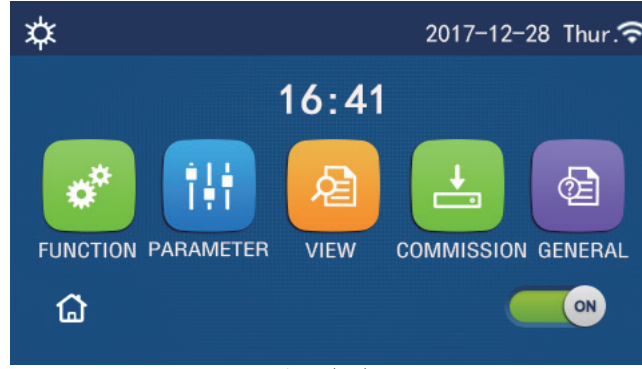 2017-12-28 Thur.
16:41
FUNCTION PARAMETER VIEW COMMISSION GENERAL
ON